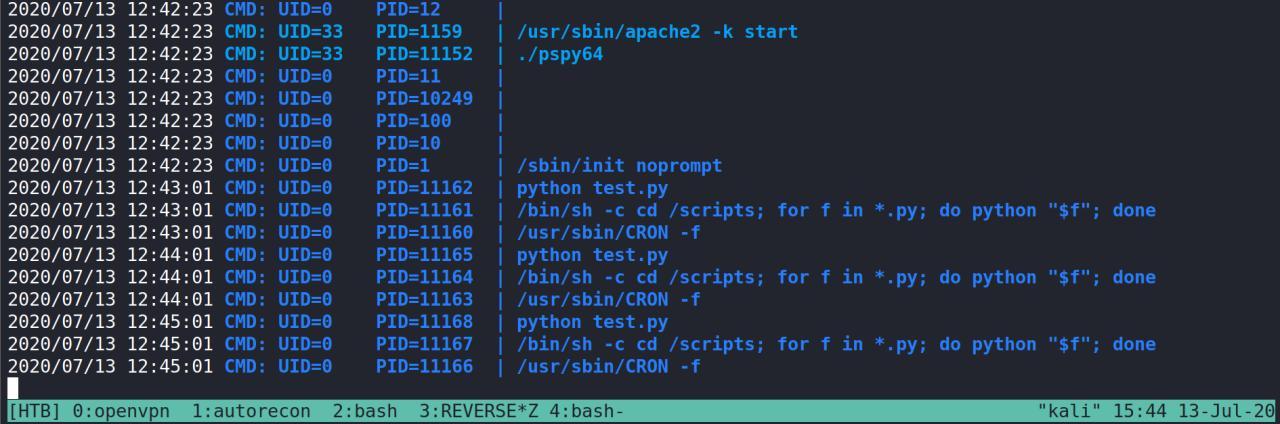 2020/07/13 12:42:23 CMD: UID=0    PID=12     |
2020/07/13 12:42:23 CMD: UID=33   PID=1159   | /usr/sbin/apache2 -k start
2020/07/13 12:42:23 CMD: UID=33   PID=11152  | ./pspy64
2020/07/13 12:42:23 CMD: UID=0    PID=11     |
2020/07/13 12:42:23 CMD: UID=0    PID=10249  |
2020/07/13 12:42:23 CMD: UID=0    PID=100    |
2020/07/13 12:42:23 CMD: UID=0    PID=10     |
2020/07/13 12:42:23 CMD: UID=0    PID=1      | /sbin/init noprompt
2020/07/13 12:43:01 CMD: UID=0    PID=11162  | python test.py
2020/07/13 12:43:01 CMD: UID=0    PID=11161  | /bin/sh -c cd /scripts; for f in *.py; do python "$f"; done
2020/07/13 12:43:01 CMD: UID=0    PID=11160  | /usr/sbin/CRON -f
2020/07/13 12:44:01 CMD: UID=0    PID=11165  | python test.py
2020/07/13 12:44:01 CMD: UID=0    PID=11164  | /bin/sh -c cd /scripts; for f in *.py; do python "$f"; done
2020/07/13 12:44:01 CMD: UID=0    PID=11163  | /usr/sbin/CRON -f
2020/07/13 12:45:01 CMD: UID=0    PID=11168  | python test.py
2020/07/13 12:45:01 CMD: UID=0    PID=11167  | /bin/sh -c cd /scripts; for f in *.py; do python "$f"; done
2020/07/13 12:45:01 CMD: UID=0    PID=11166  | /usr/sbin/CRON -f
[HTB] 0:openvpn  1:autorecon  2:bash  3:REVERSE*Z 4:bash-    "kali" 15:44 13-Jul-20